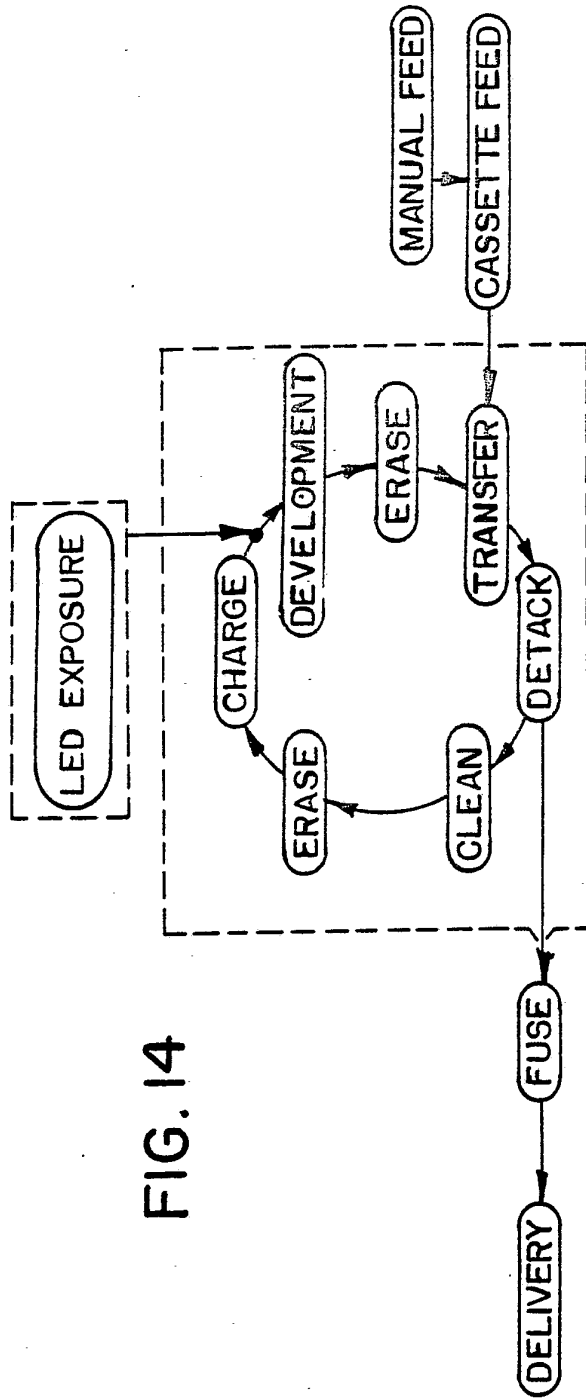 LED EXPOSURE
CHARGE
DEVELOPMENT
ERASE
TRANSFER
DETACK
CLEAN
ERASE
MANUAL FEED
CASSETTE FEED
FUSE
DELIVERY
FIG. 14